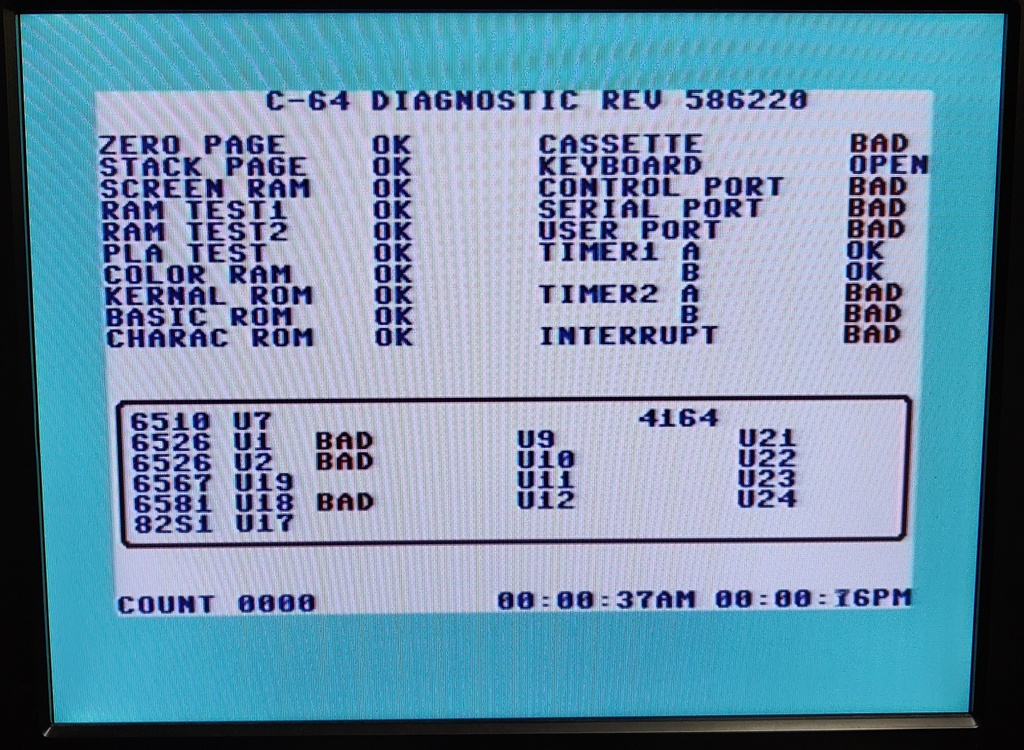 C-64 DIAGNOSTIC REV 586220
ZERO PAGE OK CASSETTE BAD
STACK PAGE OK KEYBOARD OPEN
SCREEN RAM OK CONTROL PORT BAD
RAM TEST1 OK SERIAL PORT BAD
RAM TEST2 OK USER PORT BAD
PLA TEST OK TIMER1 A OK
COLOR RAM OK B OK
KERNAL ROM OK TIMER2 A BAD
BASIC ROM OK B BAD
CHARAC ROM OK INTERRUPT BAD
6510 U7 4164
6526 U1 BAD U9 U21
6526 U2 BAD U10 U22
6567 U19 U11 U23
6581 U18 BAD U12 U24
82S1 U17
COUNT 0000 00:00:37AM